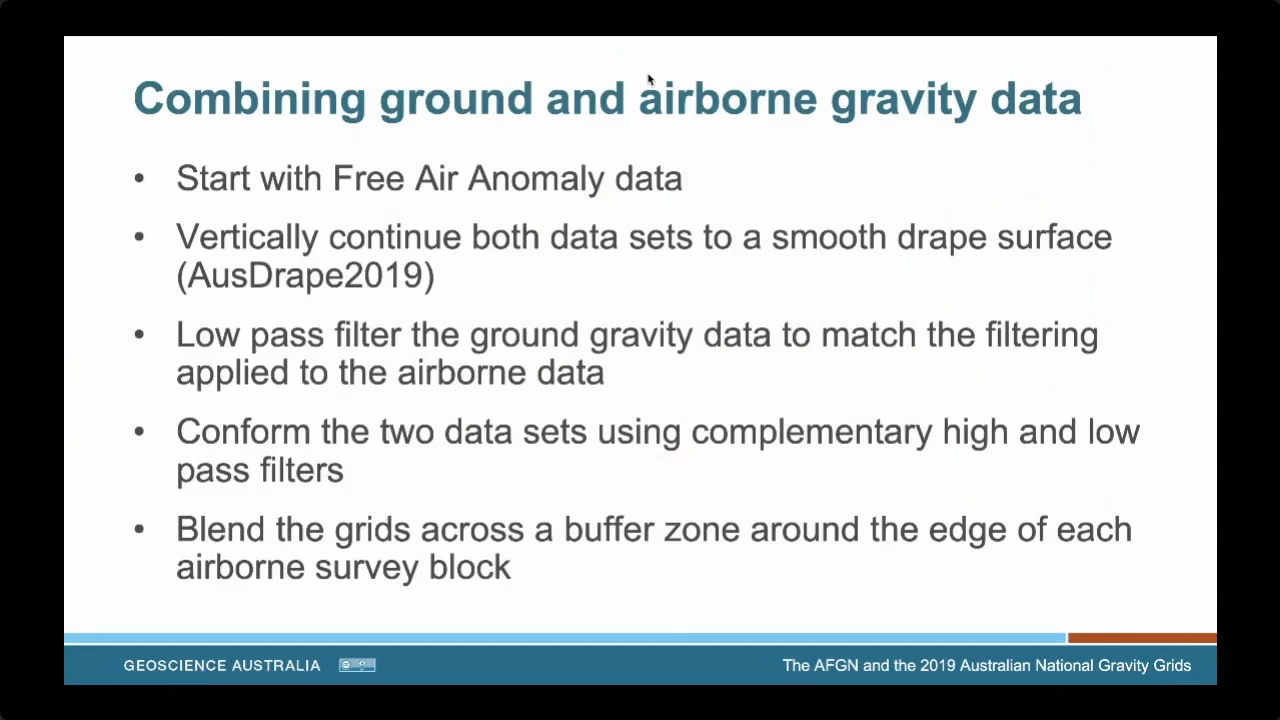 Combining ground and airborne gravity data
• Start with Free Air Anomaly data
• Vertically continue both data sets to a smooth drape surface
(AusDrape2019)
• Low pass filter the ground gravity data to match the filtering
applied to the airborne data
• Conform the two data sets using complementary high and low
pass filters
• Blend the grids across a buffer zone around the edge of each
airborne survey block
GEOSCIENCE AUSTRALIA
The AFGN and the 2019 Australian National Gravity Grids